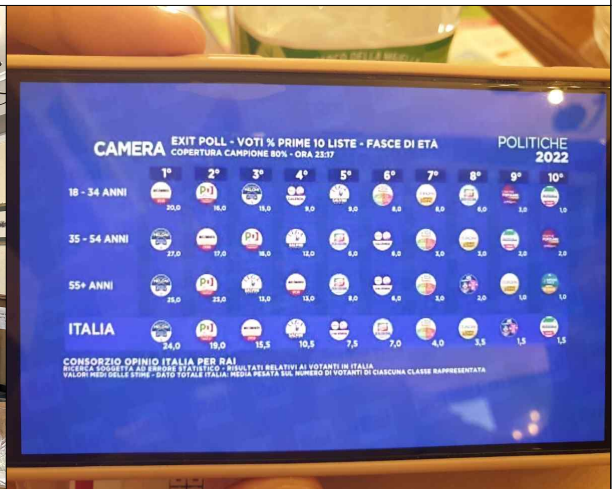 CAMERA EXIT POLL - VOTI % PRIME 10 LISTE - FASCE DI ETÀ
COPERTURA CAMPIONE 80% - ORA 23:17
POLITICHE
2022
1° 2° 3° 4° 5° 6° 7° 8° 9° 10°
18 - 34 ANNI
20,0 16,0 15,0 9,0 9,0 8,0 8,0 6,0 3,0 1,0
35 - 54 ANNI
27,0 17,0 16,0 12,0 6,0 6,0 3,0 3,0 2,0 2,0
55+ ANNI
25,0 23,0 13,0 13,0 8,0 6,0 3,0 2,0 1,0 1,0
ITALIA
24,0 19,0 15,5 10,5 7,5 7,0 4,0 3,5 1,5 1,5
CONSORZIO OPINIO ITALIA PER RAI
RICERCA SOGGETTA AD ERRORE STATISTICO - RISULTATI RELATIVI AI VOTANTI IN ITALIA
VALORI MEDI DELLE STIME - DATO TOTALE ITALIA: MEDIA PESATA SUL NUMERO DI VOTANTI DI CIASCUNA CLASSE RAPPRESENTATA